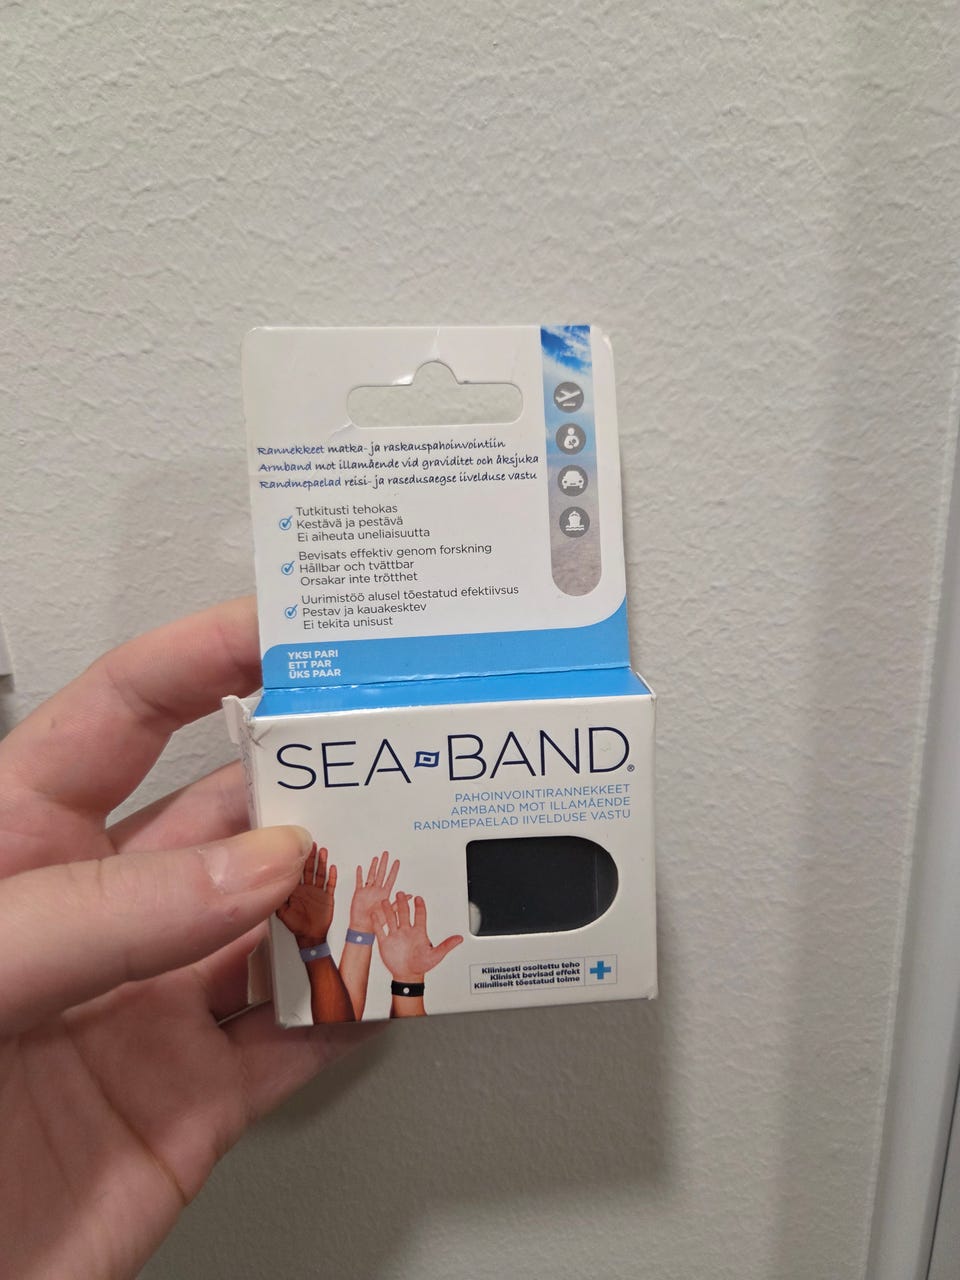 Rannekkeet matka- ja raskauspahoinvointiin
Armband mot illamående vid graviditet och åksjuka
Randmepaelad reisi- ja rasedusaegse iivelduse vastu
Tutkitusti tehokas
Kestävä ja pestävä
Ei aiheuta uneliaisuutta
Bevisats effektiv genom forskning
Hållbar och tvättbar
Orsakar inte trötthet
Uurimistöö alusel tõestatud efektiivsus
Pestav ja kauakesktev
Ei tekita unisust
YKSI PARI
ETT PAR
ÜKS PAAR
SEA-BAND®
PAHOINVOINTIRANNEKKEET
ARMBAND MOT ILLAMÅENDE
RANDMEPAELAD IIVELDUSE VASTU
Kliinisesti osoitettu teho
Kliniskt bevisad effekt
Kliiniliselt tõestatud toime